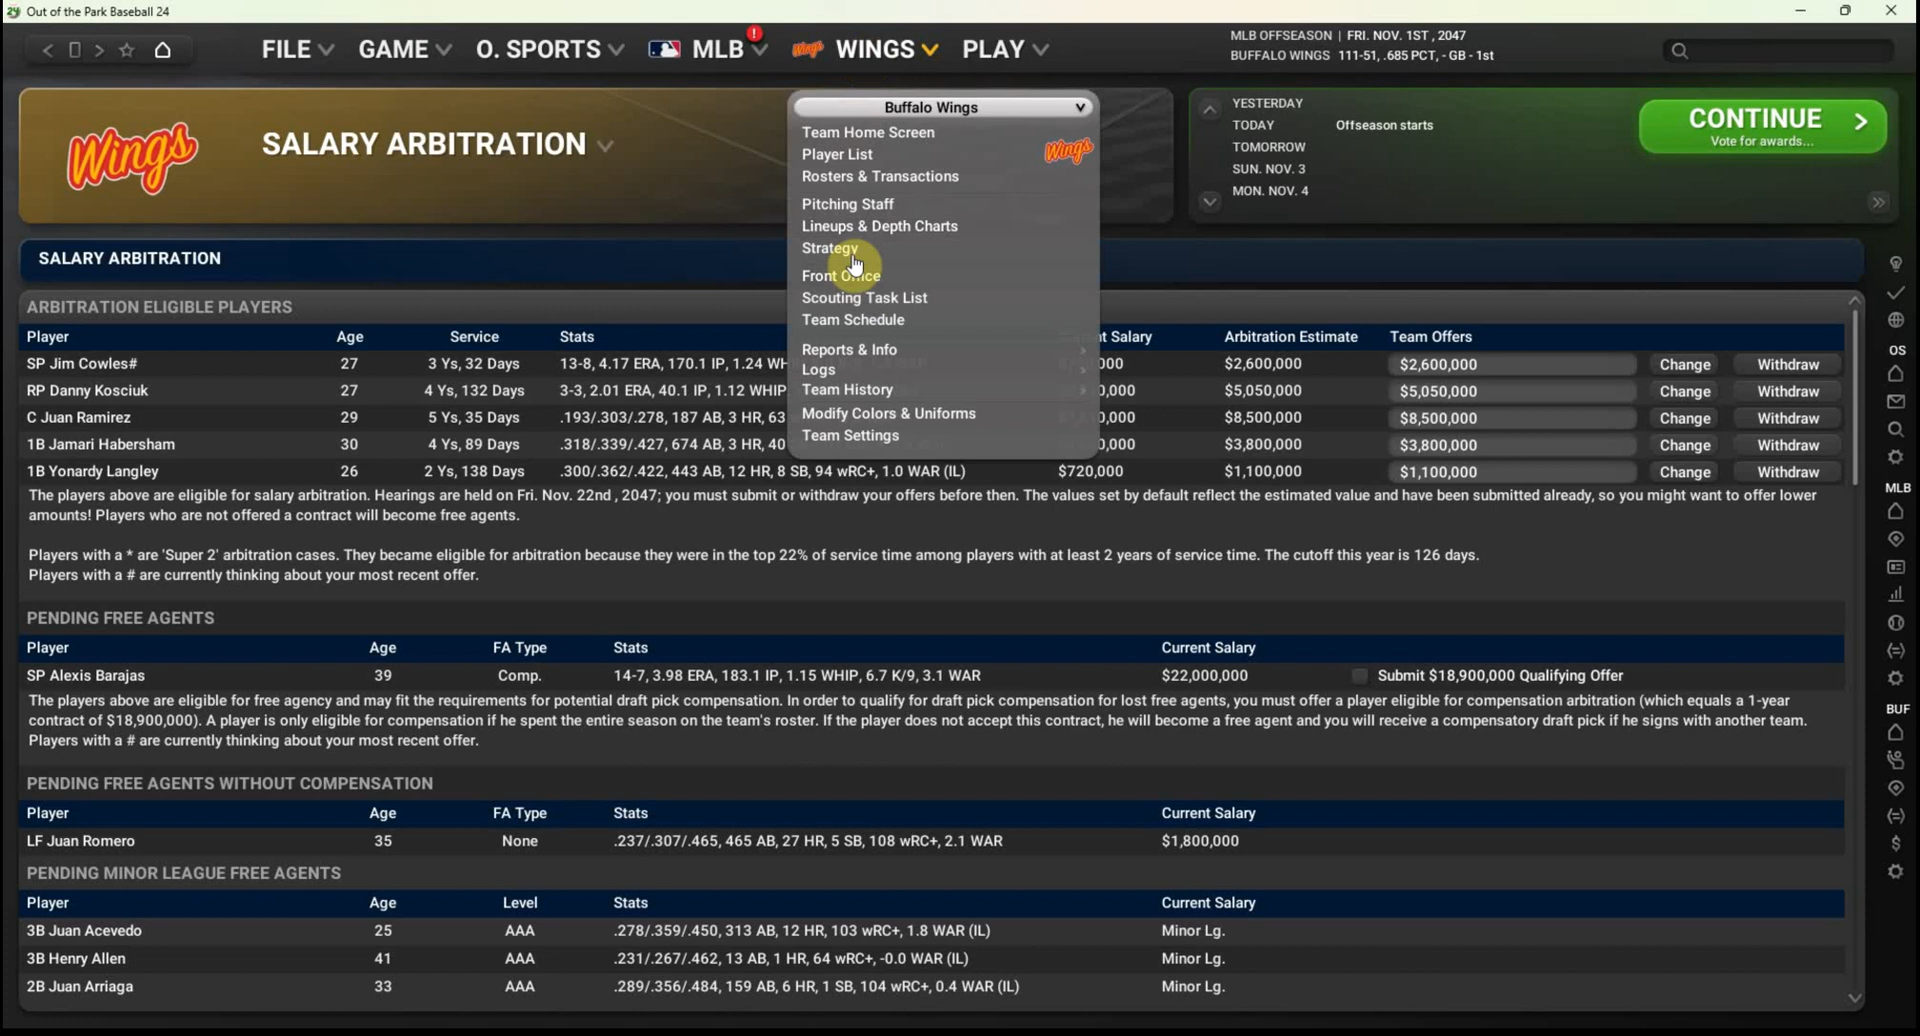 Out of the Park Baseball 24
FILE GAME O. SPORTS MLB ! WINGS PLAY
MLB OFFSEASON | FRI. NOV. 1ST , 2047
BUFFALO WINGS 111-51, .685 PCT, - GB - 1st
Wings
SALARY ARBITRATION
Buffalo Wings
Team Home Screen
Player List
Wings
Rosters & Transactions
Pitching Staff
Lineups & Depth Charts
Strategy
Front Office
Scouting Task List
Team Schedule
Reports & Info
Logs
Team History
Modify Colors & Uniforms
Team Settings
YESTERDAY
TODAY Offseason starts
TOMORROW
SUN. NOV. 3
MON. NOV. 4
CONTINUE
Vote for awards...
SALARY ARBITRATION
ARBITRATION ELIGIBLE PLAYERS
Player Age Service Stats Salary Arbitration Estimate Team Offers
SP Jim Cowles# 27 3 Ys, 32 Days 13-8, 4.17 ERA, 170.1 IP, 1.24 $2,600,000 $2,600,000 Change Withdraw
RP Danny Kosciuk 27 4 Ys, 132 Days 3-3, 2.01 ERA, 40.1 IP, 1.12 WHIP $5,050,000 $5,050,000 Change Withdraw
C Juan Ramirez 29 5 Ys, 35 Days .193/.303/.278, 187 AB, 3 HR, 63 $8,500,000 $8,500,000 Change Withdraw
1B Jamari Habersham 30 4 Ys, 89 Days .318/.339/.427, 674 AB, 3 HR, 40 $3,800,000 $3,800,000 Change Withdraw
1B Yonardy Langley 26 2 Ys, 138 Days .300/.362/.422, 443 AB, 12 HR, 8 SB, 94 wRC+, 1.0 WAR (IL) $720,000 $1,100,000 $1,100,000 Change Withdraw
The players above are eligible for salary arbitration. Hearings are held on Fri. Nov. 22nd , 2047; you must submit or withdraw your offers before then. The values set by default reflect the estimated value and have been submitted already, so you might want to offer lower
amounts! Players who are not offered a contract will become free agents.
Players with a * are 'Super 2' arbitration cases. They became eligible for arbitration because they were in the top 22% of service time among players with at least 2 years of service time. The cutoff this year is 126 days.
Players with a # are currently thinking about your most recent offer.
PENDING FREE AGENTS
Player Age FA Type Stats Current Salary
SP Alexis Barajas 39 Comp. 14-7, 3.98 ERA, 183.1 IP, 1.15 WHIP, 6.7 K/9, 3.1 WAR $22,000,000 Submit $18,900,000 Qualifying Offer
The players above are eligible for free agency and may fit the requirements for potential draft pick compensation. In order to qualify for draft pick compensation for lost free agents, you must offer a player eligible for compensation arbitration (which equals a 1-year
contract of $18,900,000). A player is only eligible for compensation if he spent the entire season on the team's roster. If the player does not accept this contract, he will become a free agent and you will receive a compensatory draft pick if he signs with another team.
Players with a # are currently thinking about your most recent offer.
PENDING FREE AGENTS WITHOUT COMPENSATION
Player Age FA Type Stats Current Salary
LF Juan Romero 35 None .237/.307/.465, 465 AB, 27 HR, 5 SB, 108 wRC+, 2.1 WAR $1,800,000
PENDING MINOR LEAGUE FREE AGENTS
Player Age Level Stats Current Salary
3B Juan Acevedo 25 AAA .278/.359/.450, 313 AB, 12 HR, 103 wRC+, 1.8 WAR (IL) Minor Lg.
3B Henry Allen 41 AAA .231/.267/.462, 13 AB, 1 HR, 64 wRC+, -0.0 WAR (IL) Minor Lg.
2B Juan Arriaga 33 AAA .289/.356/.484, 159 AB, 6 HR, 1 SB, 104 wRC+, 0.4 WAR (IL) Minor Lg.
OS
MLB
BUF